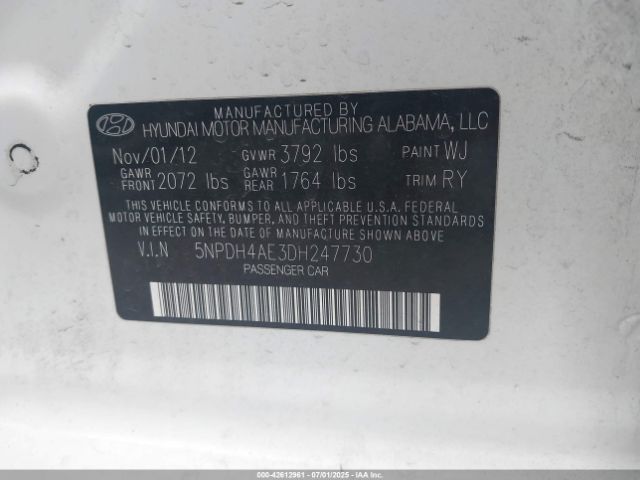 MANUFACTURED BY
HYUNDAI MOTOR MANUFACTURING ALABAMA, LLC
Nov/01/12 GVWR 3792 lbs PAINT WJ
GAWR FRONT 2072 lbs GAWR REAR 1764 lbs TRIM RY
THIS VEHICLE CONFORMS TO ALL APPLICABLE U.S.A. FEDERAL
MOTOR VEHICLE SAFETY, BUMPER, AND THEFT PREVENTION STANDARDS
IN EFFECT ON THE DATE OF MANUFACTURE SHOWN ABOVE
V.I.N 5NPDH4AE3DH247730
PASSENGER CAR
000-42612961 - 07/01/2025 - IAAI.COM